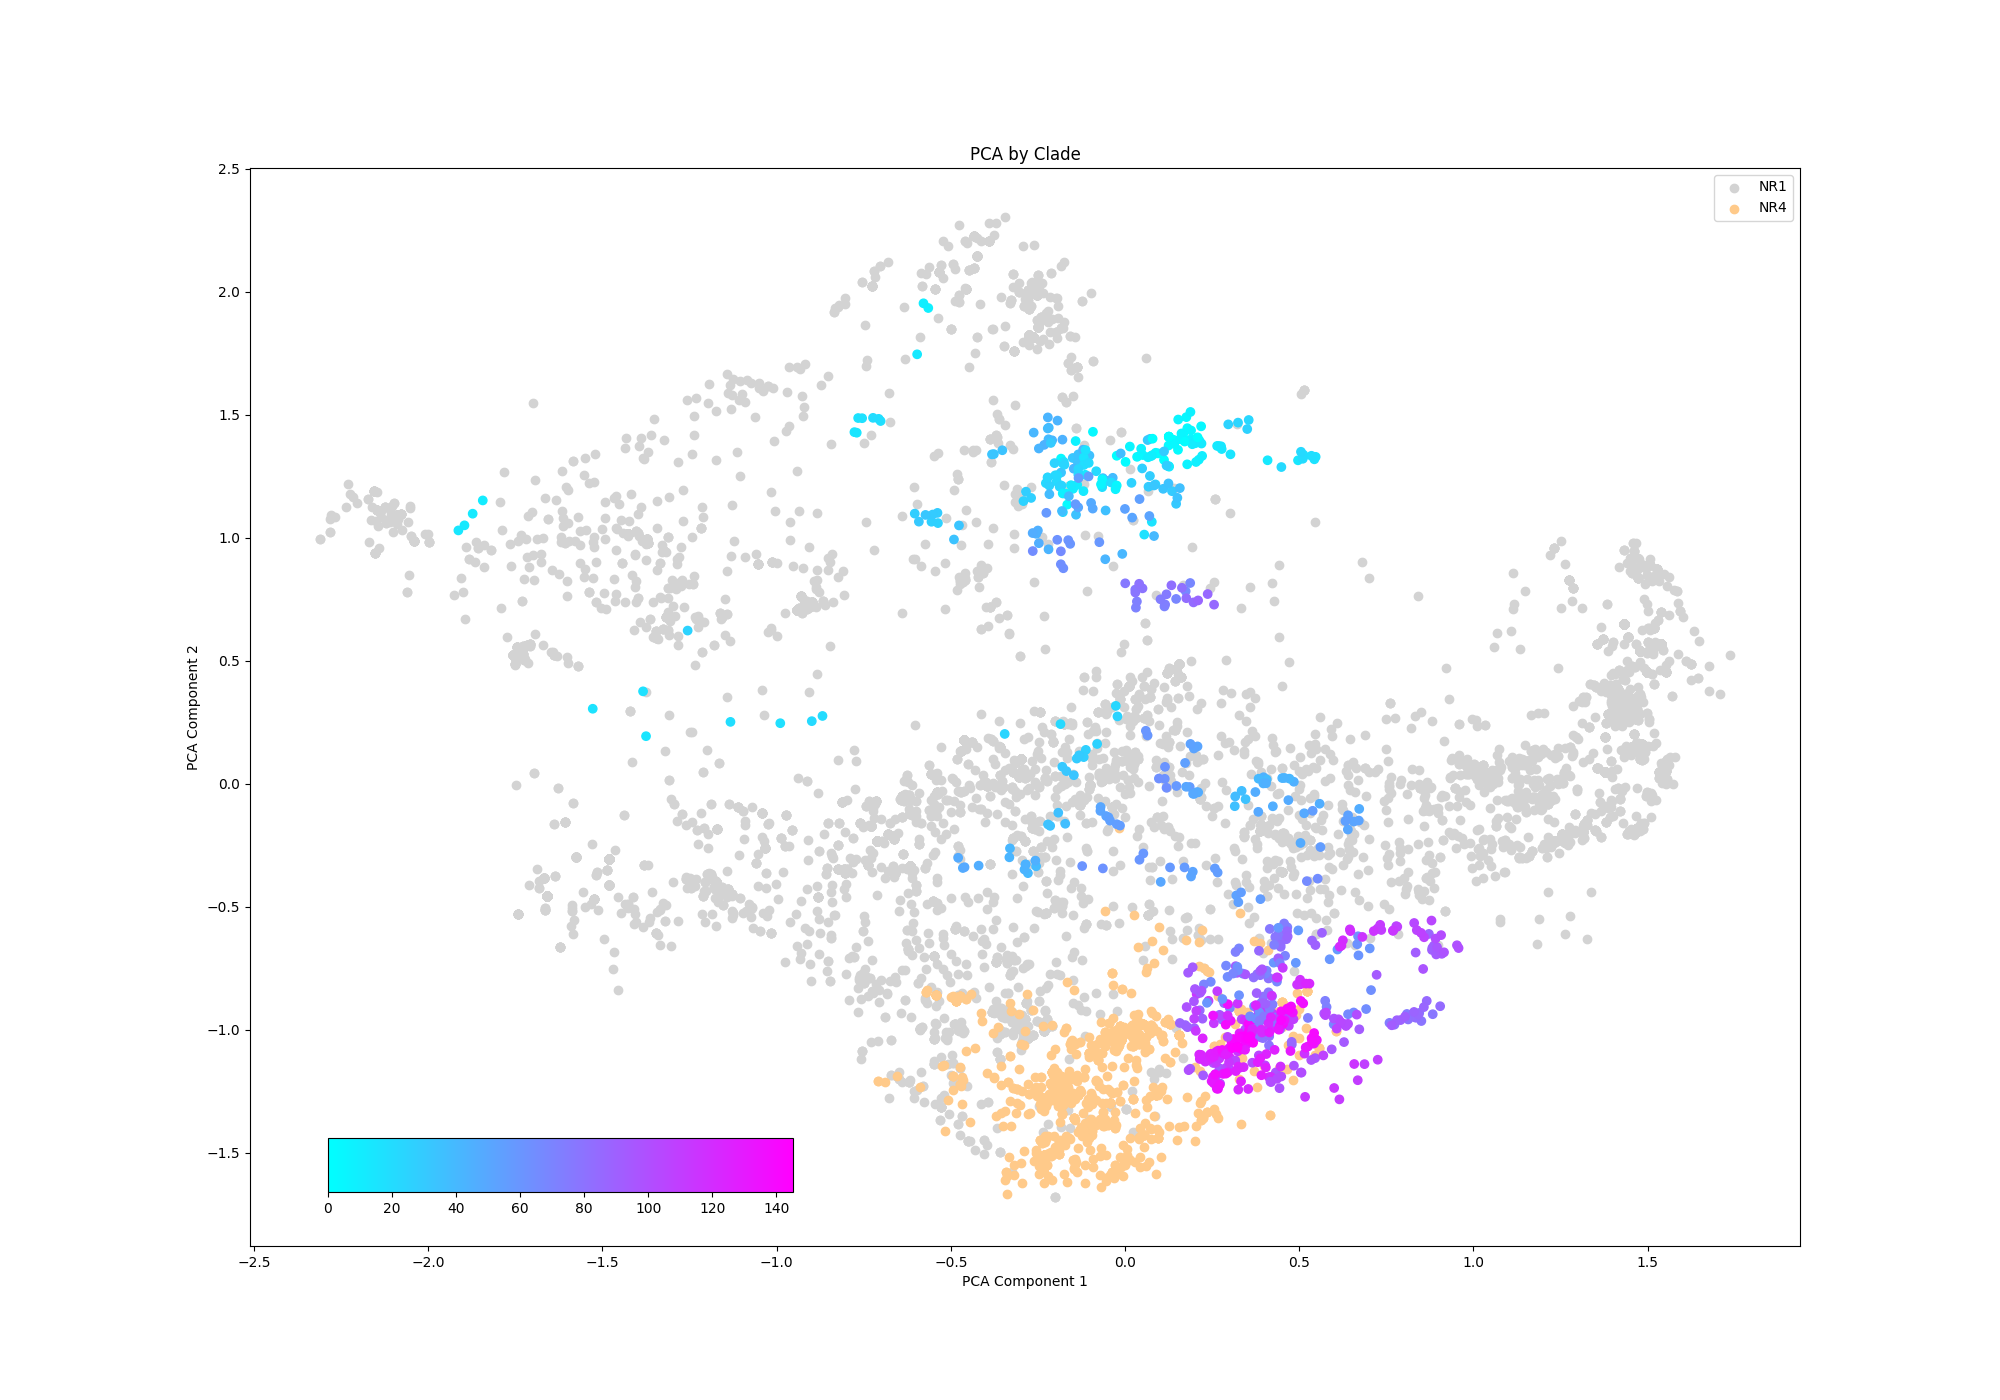 PCA by Clade
NR1
NR4
2.5
2.0
1.5
1.0
0.5
0.0
−0.5
−1.0
−1.5
PCA Component 2
0 20 40 60 80 100 120 140
−2.5 −2.0 −1.5 −1.0 −0.5 0.0 0.5 1.0 1.5
PCA Component 1